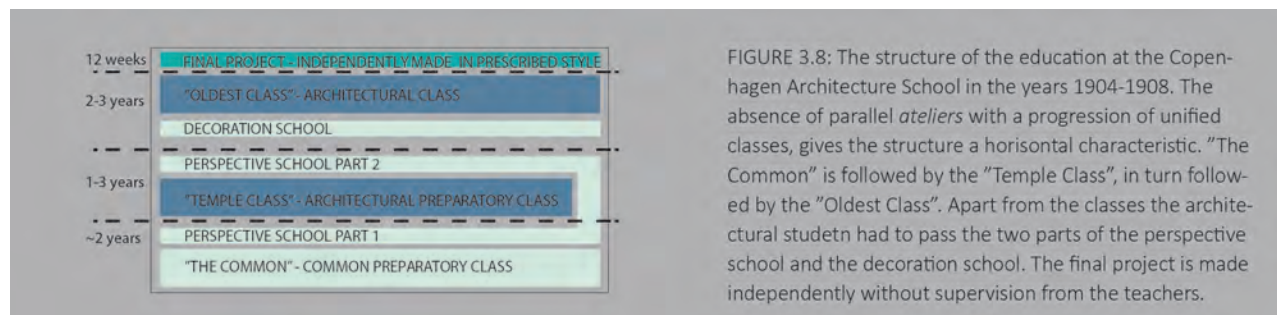 12 weeks
FINAL PROJECT - INDEPENDENTLY MADE IN PRESCRIBED STYLE
2-3 years
"OLDEST CLASS" - ARCHITECTURAL CLASS
DECORATION SCHOOL
PERSPECTIVE SCHOOL PART 2
1-3 years
"TEMPLE CLASS" - ARCHITECTURAL PREPARATORY CLASS
~2 years
PERSPECTIVE SCHOOL PART 1
"THE COMMON" - COMMON PREPARATORY CLASS
FIGURE 3.8: The structure of the education at the Copen-
hagen Architecture School in the years 1904-1908. The
absence of parallel ateliers with a progression of unified
classes, gives the structure a horisontal characteristic. "The
Common" is followed by the "Temple Class", in turn follow-
ed by the "Oldest Class". Apart from the classes the archite-
ctural studetn had to pass the two parts of the perspective
school and the decoration school. The final project is made
independently without supervision from the teachers.